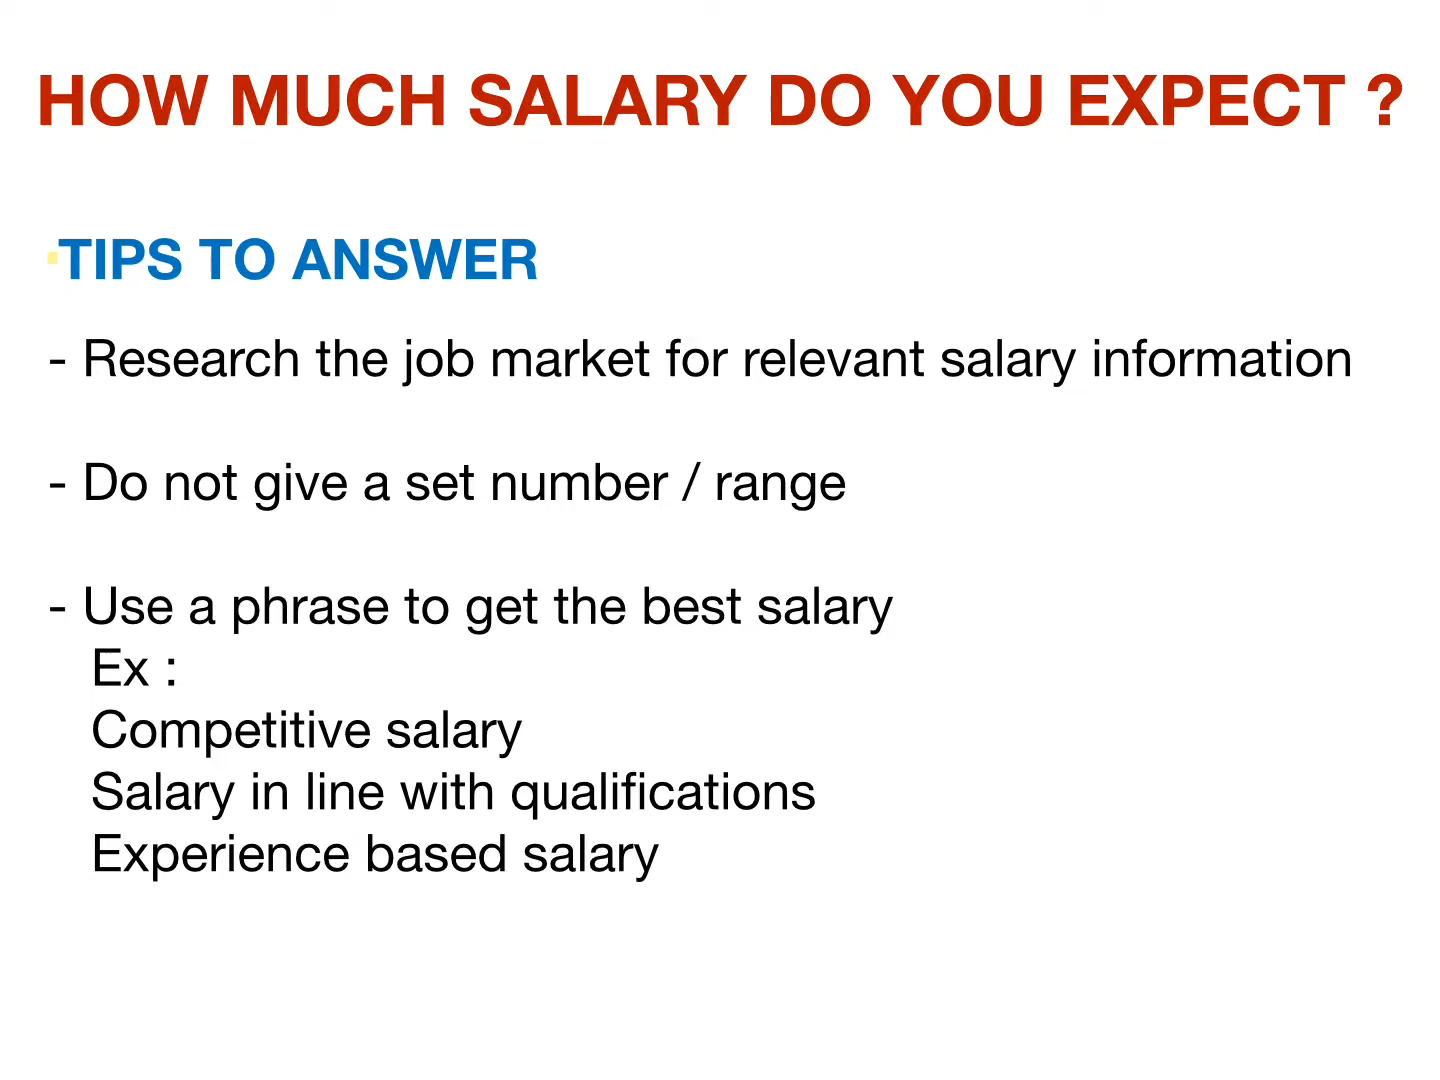 HOW MUCH SALARY DO YOU EXPECT ?
TIPS TO ANSWER
- Research the job market for relevant salary information
- Do not give a set number / range
- Use a phrase to get the best salary
Ex :
Competitive salary
Salary in line with qualifications
Experience based salary